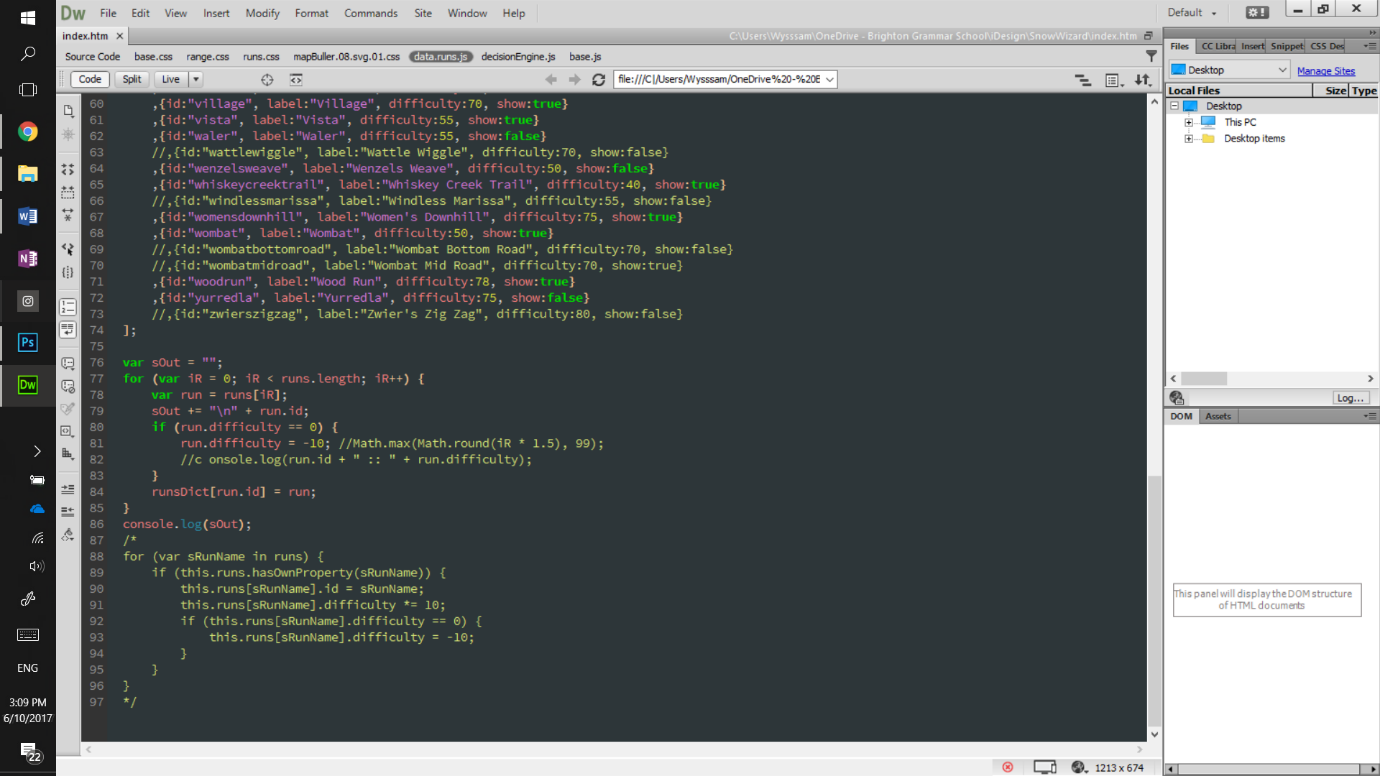 Dw File Edit View Insert Modify Format Commands Site Window Help Default
index.htm C:\Users\Wysssam\OneDrive - Brighton Grammar School\iDesign\SnowWizard\index.htm
Source Code base.css range.css runs.css mapBuller.08.svg.01.css data.runs.js decisionEngine.js base.js
Code Split Live file:///C|/Users/Wysssam/OneDrive%20-%20B
60 ,{id:"village", label:"Village", difficulty:70, show:true}
61 ,{id:"vista", label:"Vista", difficulty:55, show:true}
62 ,{id:"waler", label:"Waler", difficulty:55, show:false}
63 //,{id:"wattlewiggle", label:"Wattle Wiggle", difficulty:70, show:false}
64 ,{id:"wenzelsweave", label:"Wenzels Weave", difficulty:50, show:false}
65 ,{id:"whiskeycreektrail", label:"Whiskey Creek Trail", difficulty:40, show:true}
66 //,{id:"windlessmarissa", label:"Windless Marissa", difficulty:55, show:false}
67 ,{id:"womensdownhill", label:"Women's Downhill", difficulty:75, show:true}
68 ,{id:"wombat", label:"Wombat", difficulty:50, show:true}
69 //,{id:"wombatbottomroad", label:"Wombat Bottom Road", difficulty:70, show:false}
70 //,{id:"wombatmidroad", label:"Wombat Mid Road", difficulty:70, show:true}
71 ,{id:"woodrun", label:"Wood Run", difficulty:78, show:true}
72 ,{id:"yurredla", label:"Yurredla", difficulty:75, show:false}
73 //,{id:"zwierszigzag", label:"Zwier's Zig Zag", difficulty:80, show:false}
74 ];
75
76 var sOut = "";
77 for (var iR = 0; iR < runs.length; iR++) {
78 var run = runs[iR];
79 sOut += "\n" + run.id;
80 if (run.difficulty == 0) {
81 run.difficulty = -10; //Math.max(Math.round(iR * 1.5), 99);
82 //c onsole.log(run.id + " :: " + run.difficulty);
83 }
84 runsDict[run.id] = run;
85 }
86 console.log(sOut);
87 /*
88 for (var sRunName in runs) {
89 if (this.runs.hasOwnProperty(sRunName)) {
90 this.runs[sRunName].id = sRunName;
91 this.runs[sRunName].difficulty *= 10;
92 if (this.runs[sRunName].difficulty == 0) {
93 this.runs[sRunName].difficulty = -10;
94 }
95 }
96 }
97 */
1213 x 674
Files CC Libra Insert Snippet CSS Des
Desktop Manage Sites
Local Files Size Type
Desktop
This PC
Desktop items
Log...
DOM Assets
This panel will display the DOM structure
of HTML documents
Ps
Dw
ENG
3:09 PM
6/10/2017
22